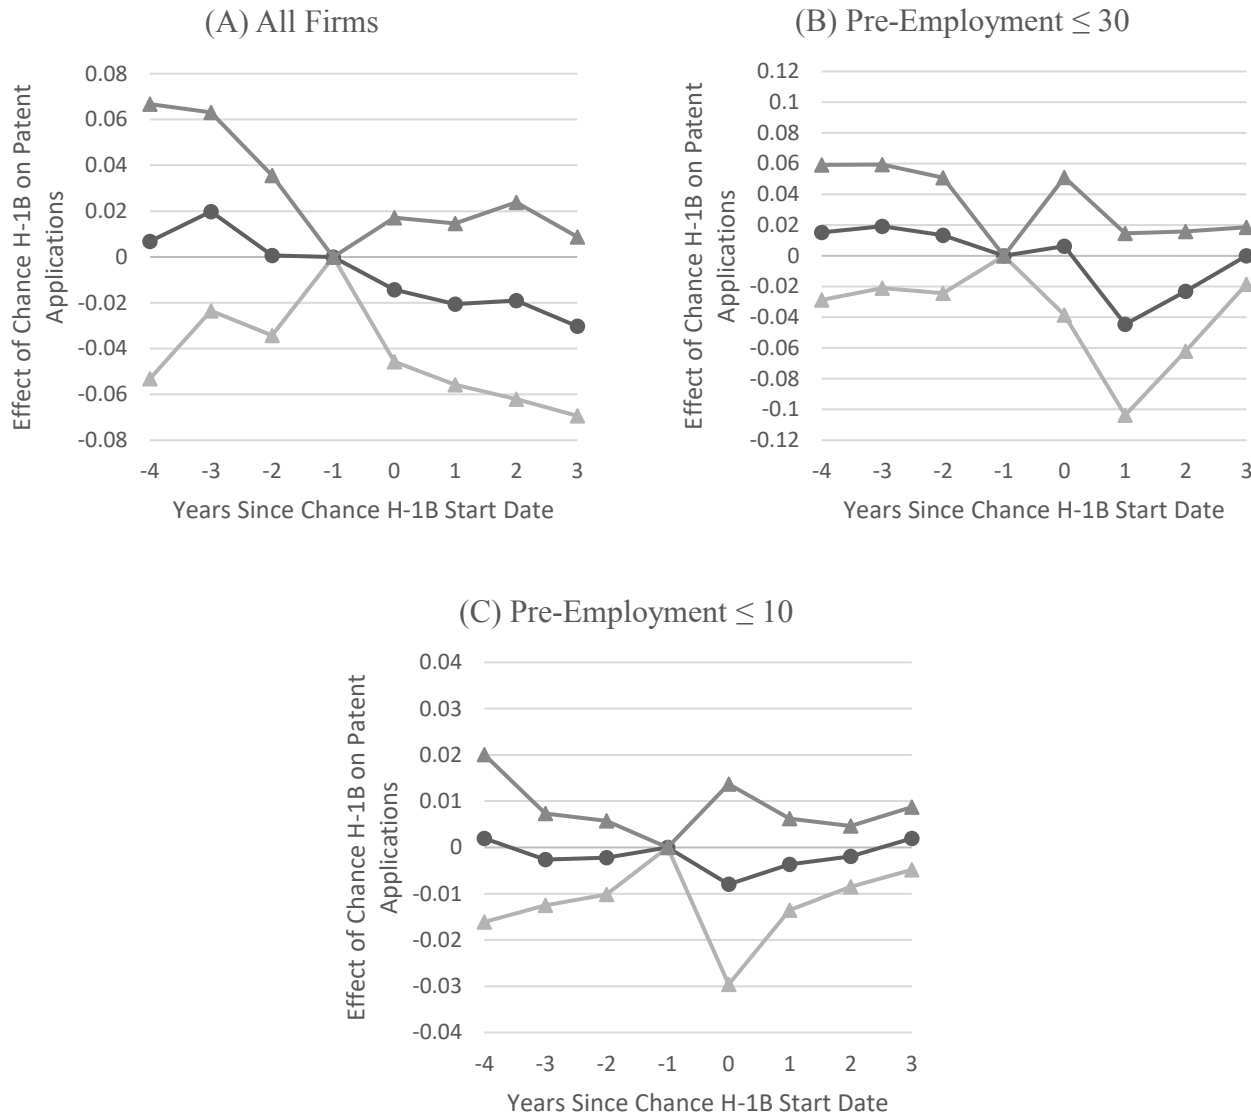 (A) All Firms
Effect of Chance H-1B on Patent
Applications
0.08
0.06
0.04
0.02
0
-0.02
-0.04
-0.06
-0.08
-4 -3 -2 -1 0 1 2 3
Years Since Chance H-1B Start Date
(B) Pre-Employment ≤ 30
Effect of Chance H-1B on Patent
Applications
0.12
0.1
0.08
0.06
0.04
0.02
0
-0.02
-0.04
-0.06
-0.08
-0.1
-0.12
-4 -3 -2 -1 0 1 2 3
Years Since Chance H-1B Start Date
(C) Pre-Employment ≤ 10
Effect of Chance H-1B on Patent
Applications
0.04
0.03
0.02
0.01
0
-0.01
-0.02
-0.03
-0.04
-4 -3 -2 -1 0 1 2 3
Years Since Chance H-1B Start Date